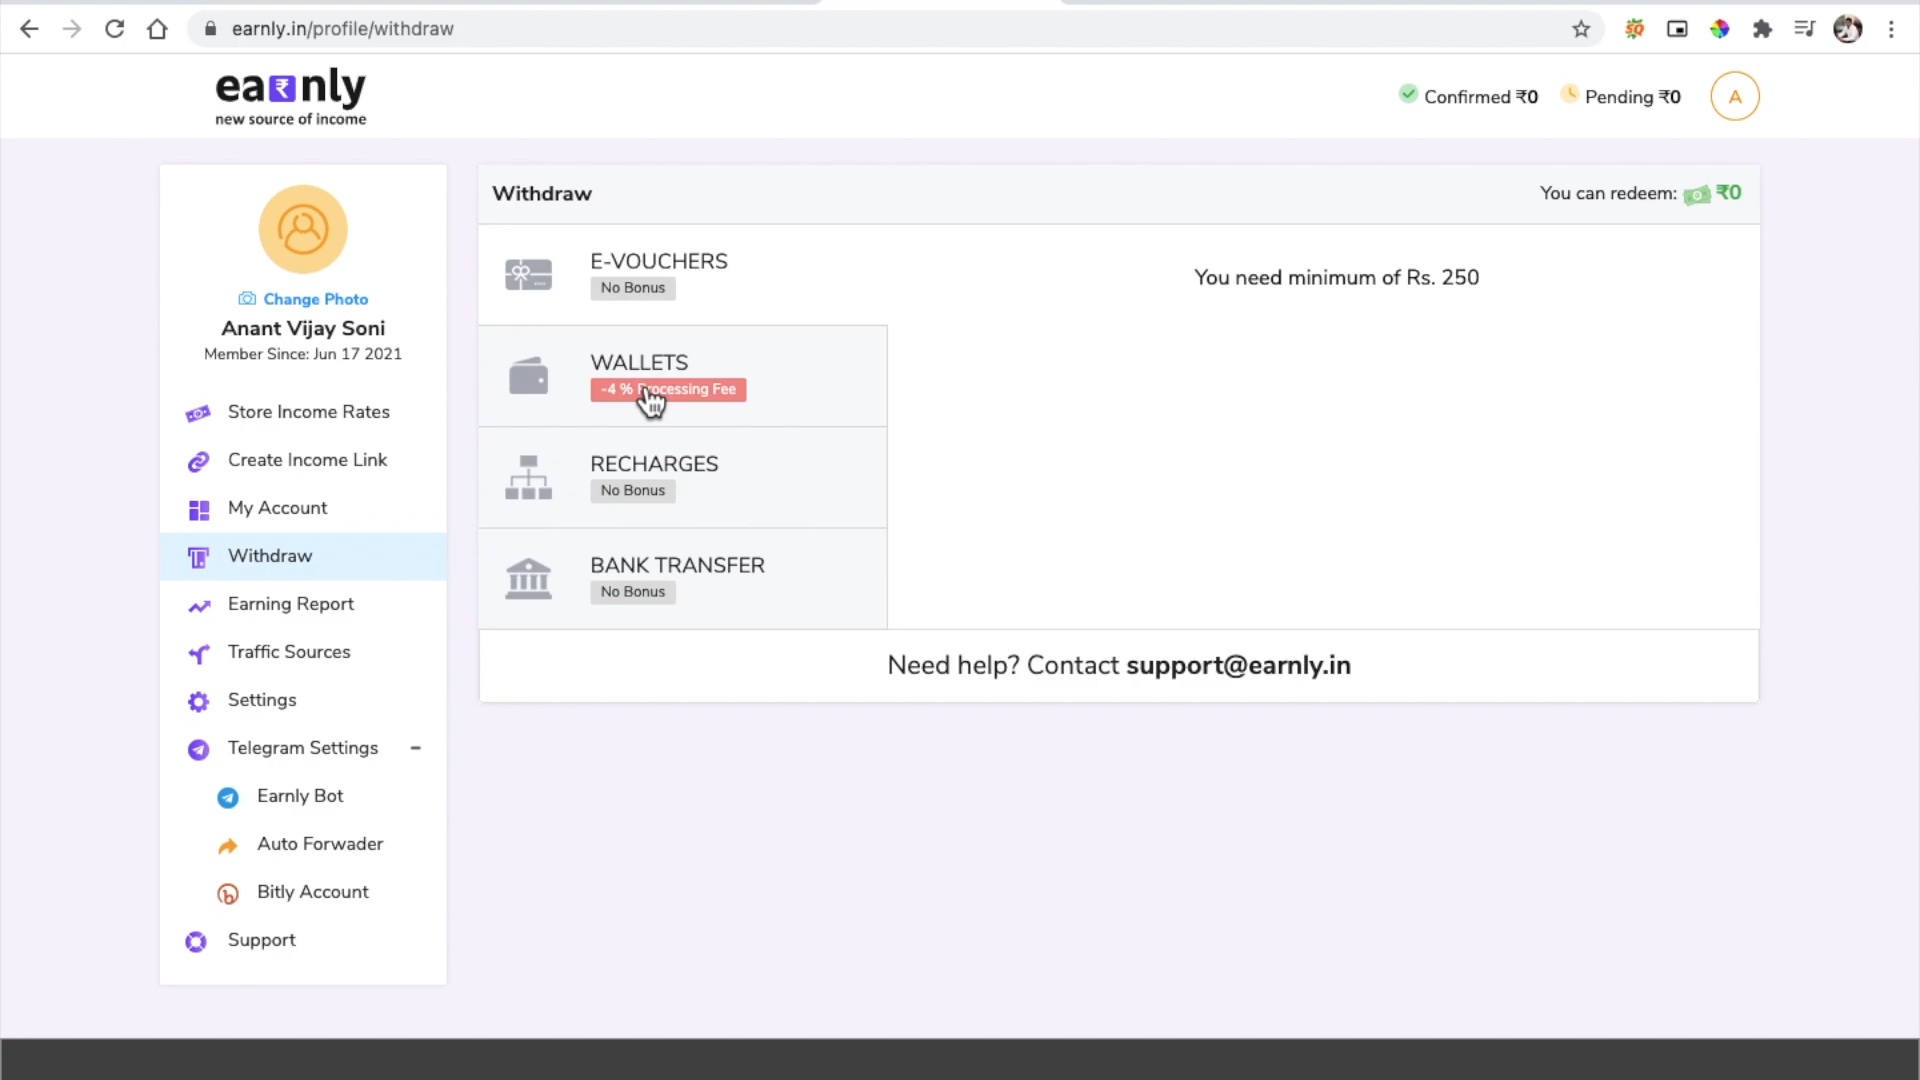 earnly.in/profile/withdraw
SQ
ea₹nly
new source of income
Confirmed ₹0
Pending ₹0
A
Change Photo
Anant Vijay Soni
Member Since: Jun 17 2021
Store Income Rates
Create Income Link
My Account
Withdraw
Earning Report
Traffic Sources
Settings
Telegram Settings
Earnly Bot
Auto Forwader
Bitly Account
Support
Withdraw
You can redeem: ₹0
E-VOUCHERS
No Bonus
WALLETS
-4 % Processing Fee
RECHARGES
No Bonus
BANK TRANSFER
No Bonus
You need minimum of Rs. 250
Need help? Contact support@earnly.in